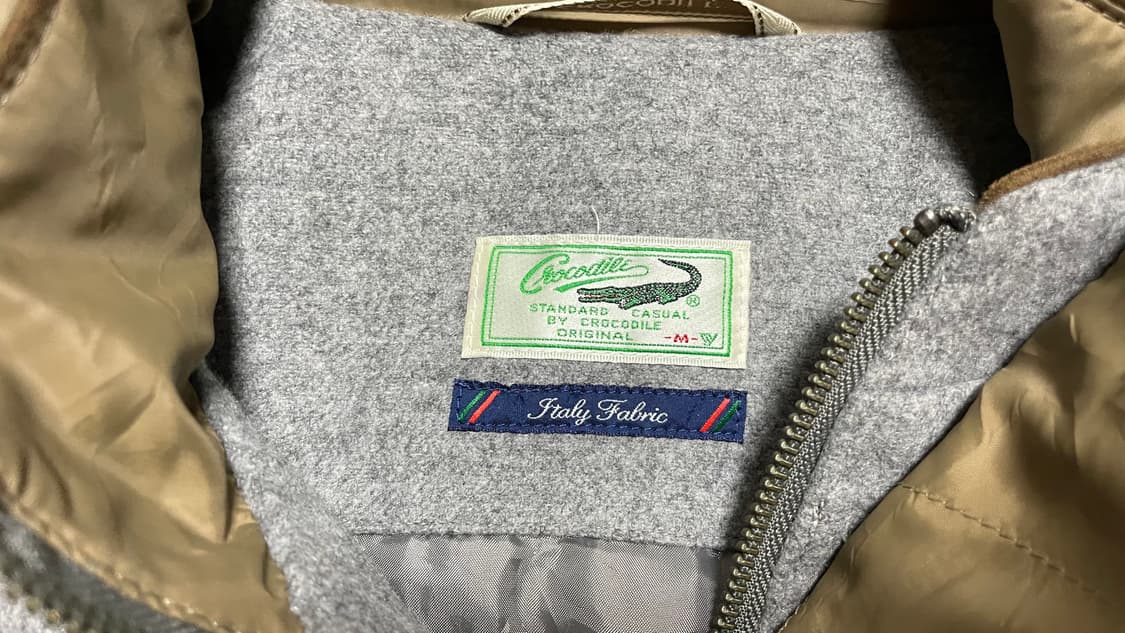 Crocodile
®
STANDARD CASUAL
BY CROCODILE
ORIGINAL -M-
Italy Fabric